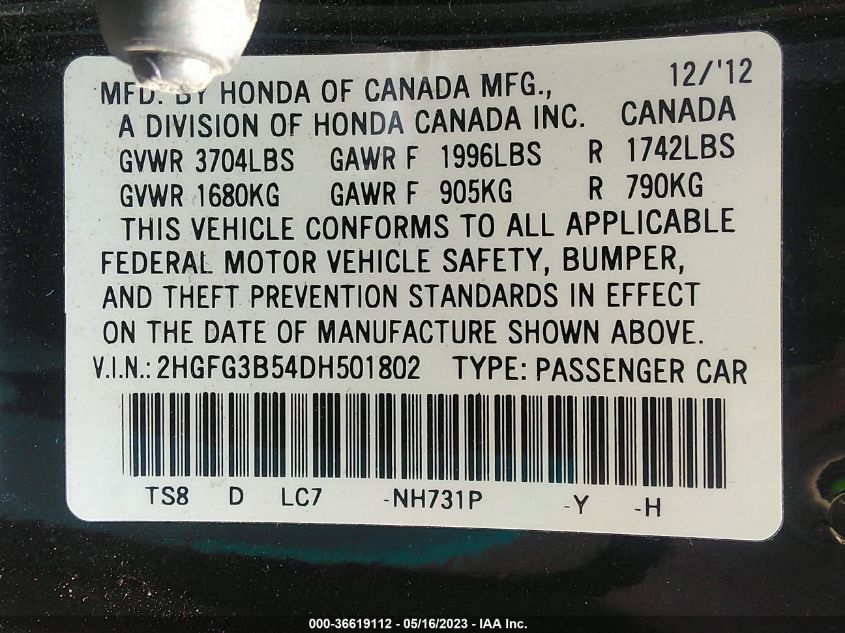 12/'12
MFD. BY HONDA OF CANADA MFG.,
A DIVISION OF HONDA CANADA INC. CANADA
GVWR 3704LBS GAWR F 1996LBS R 1742LBS
GVWR 1680KG GAWR F 905KG R 790KG
THIS VEHICLE CONFORMS TO ALL APPLICABLE
FEDERAL MOTOR VEHICLE SAFETY, BUMPER,
AND THEFT PREVENTION STANDARDS IN EFFECT
ON THE DATE OF MANUFACTURE SHOWN ABOVE.
V.I.N.: 2HGFG3B54DH501802 TYPE: PASSENGER CAR
TS8 D LC7 -NH731P -Y -H
000-36619112 - 05/16/2023 - IAA Inc.